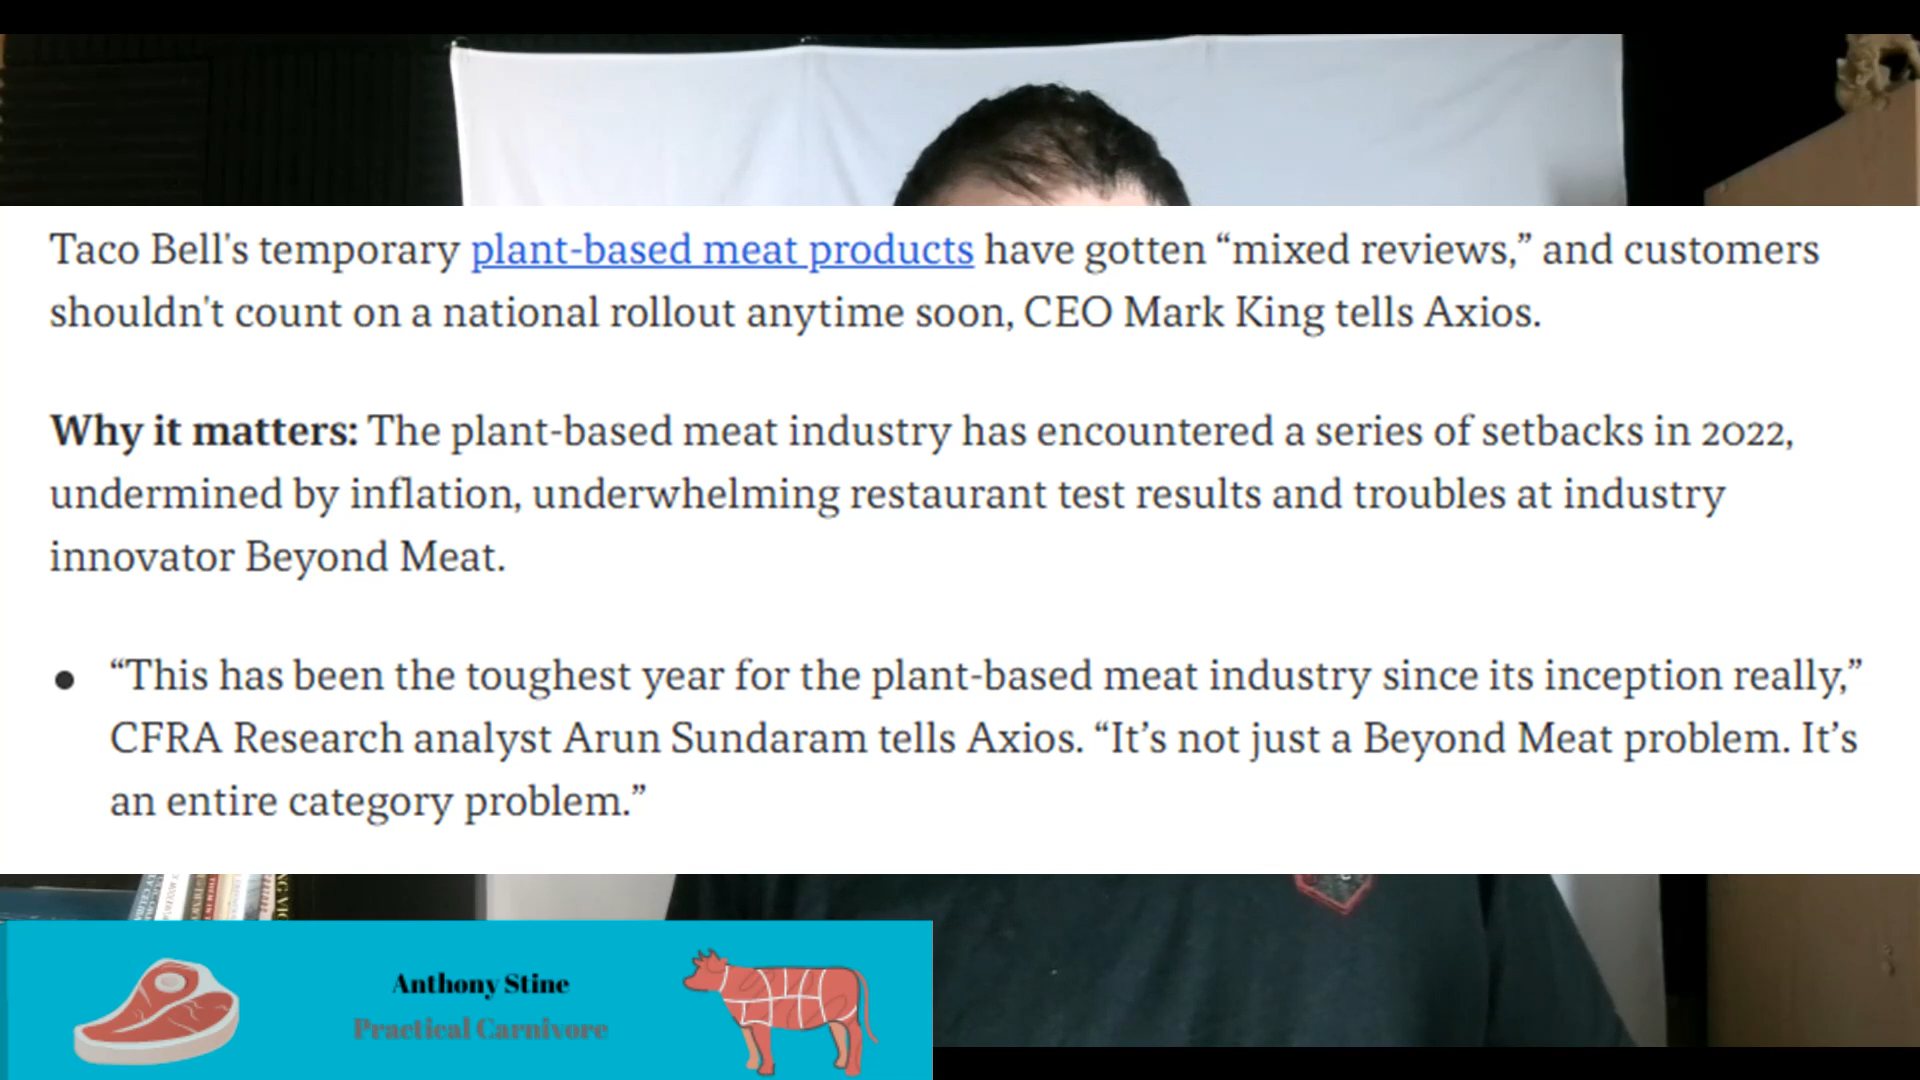 Taco Bell's temporary plant-based meat products have gotten “mixed reviews,” and customers
shouldn't count on a national rollout anytime soon, CEO Mark King tells Axios.
Why it matters: The plant-based meat industry has encountered a series of setbacks in 2022,
undermined by inflation, underwhelming restaurant test results and troubles at industry
innovator Beyond Meat.
● “This has been the toughest year for the plant-based meat industry since its inception really,”
CFRA Research analyst Arun Sundaram tells Axios. “It’s not just a Beyond Meat problem. It’s
an entire category problem.”
Anthony Stine
Practical Carnivore